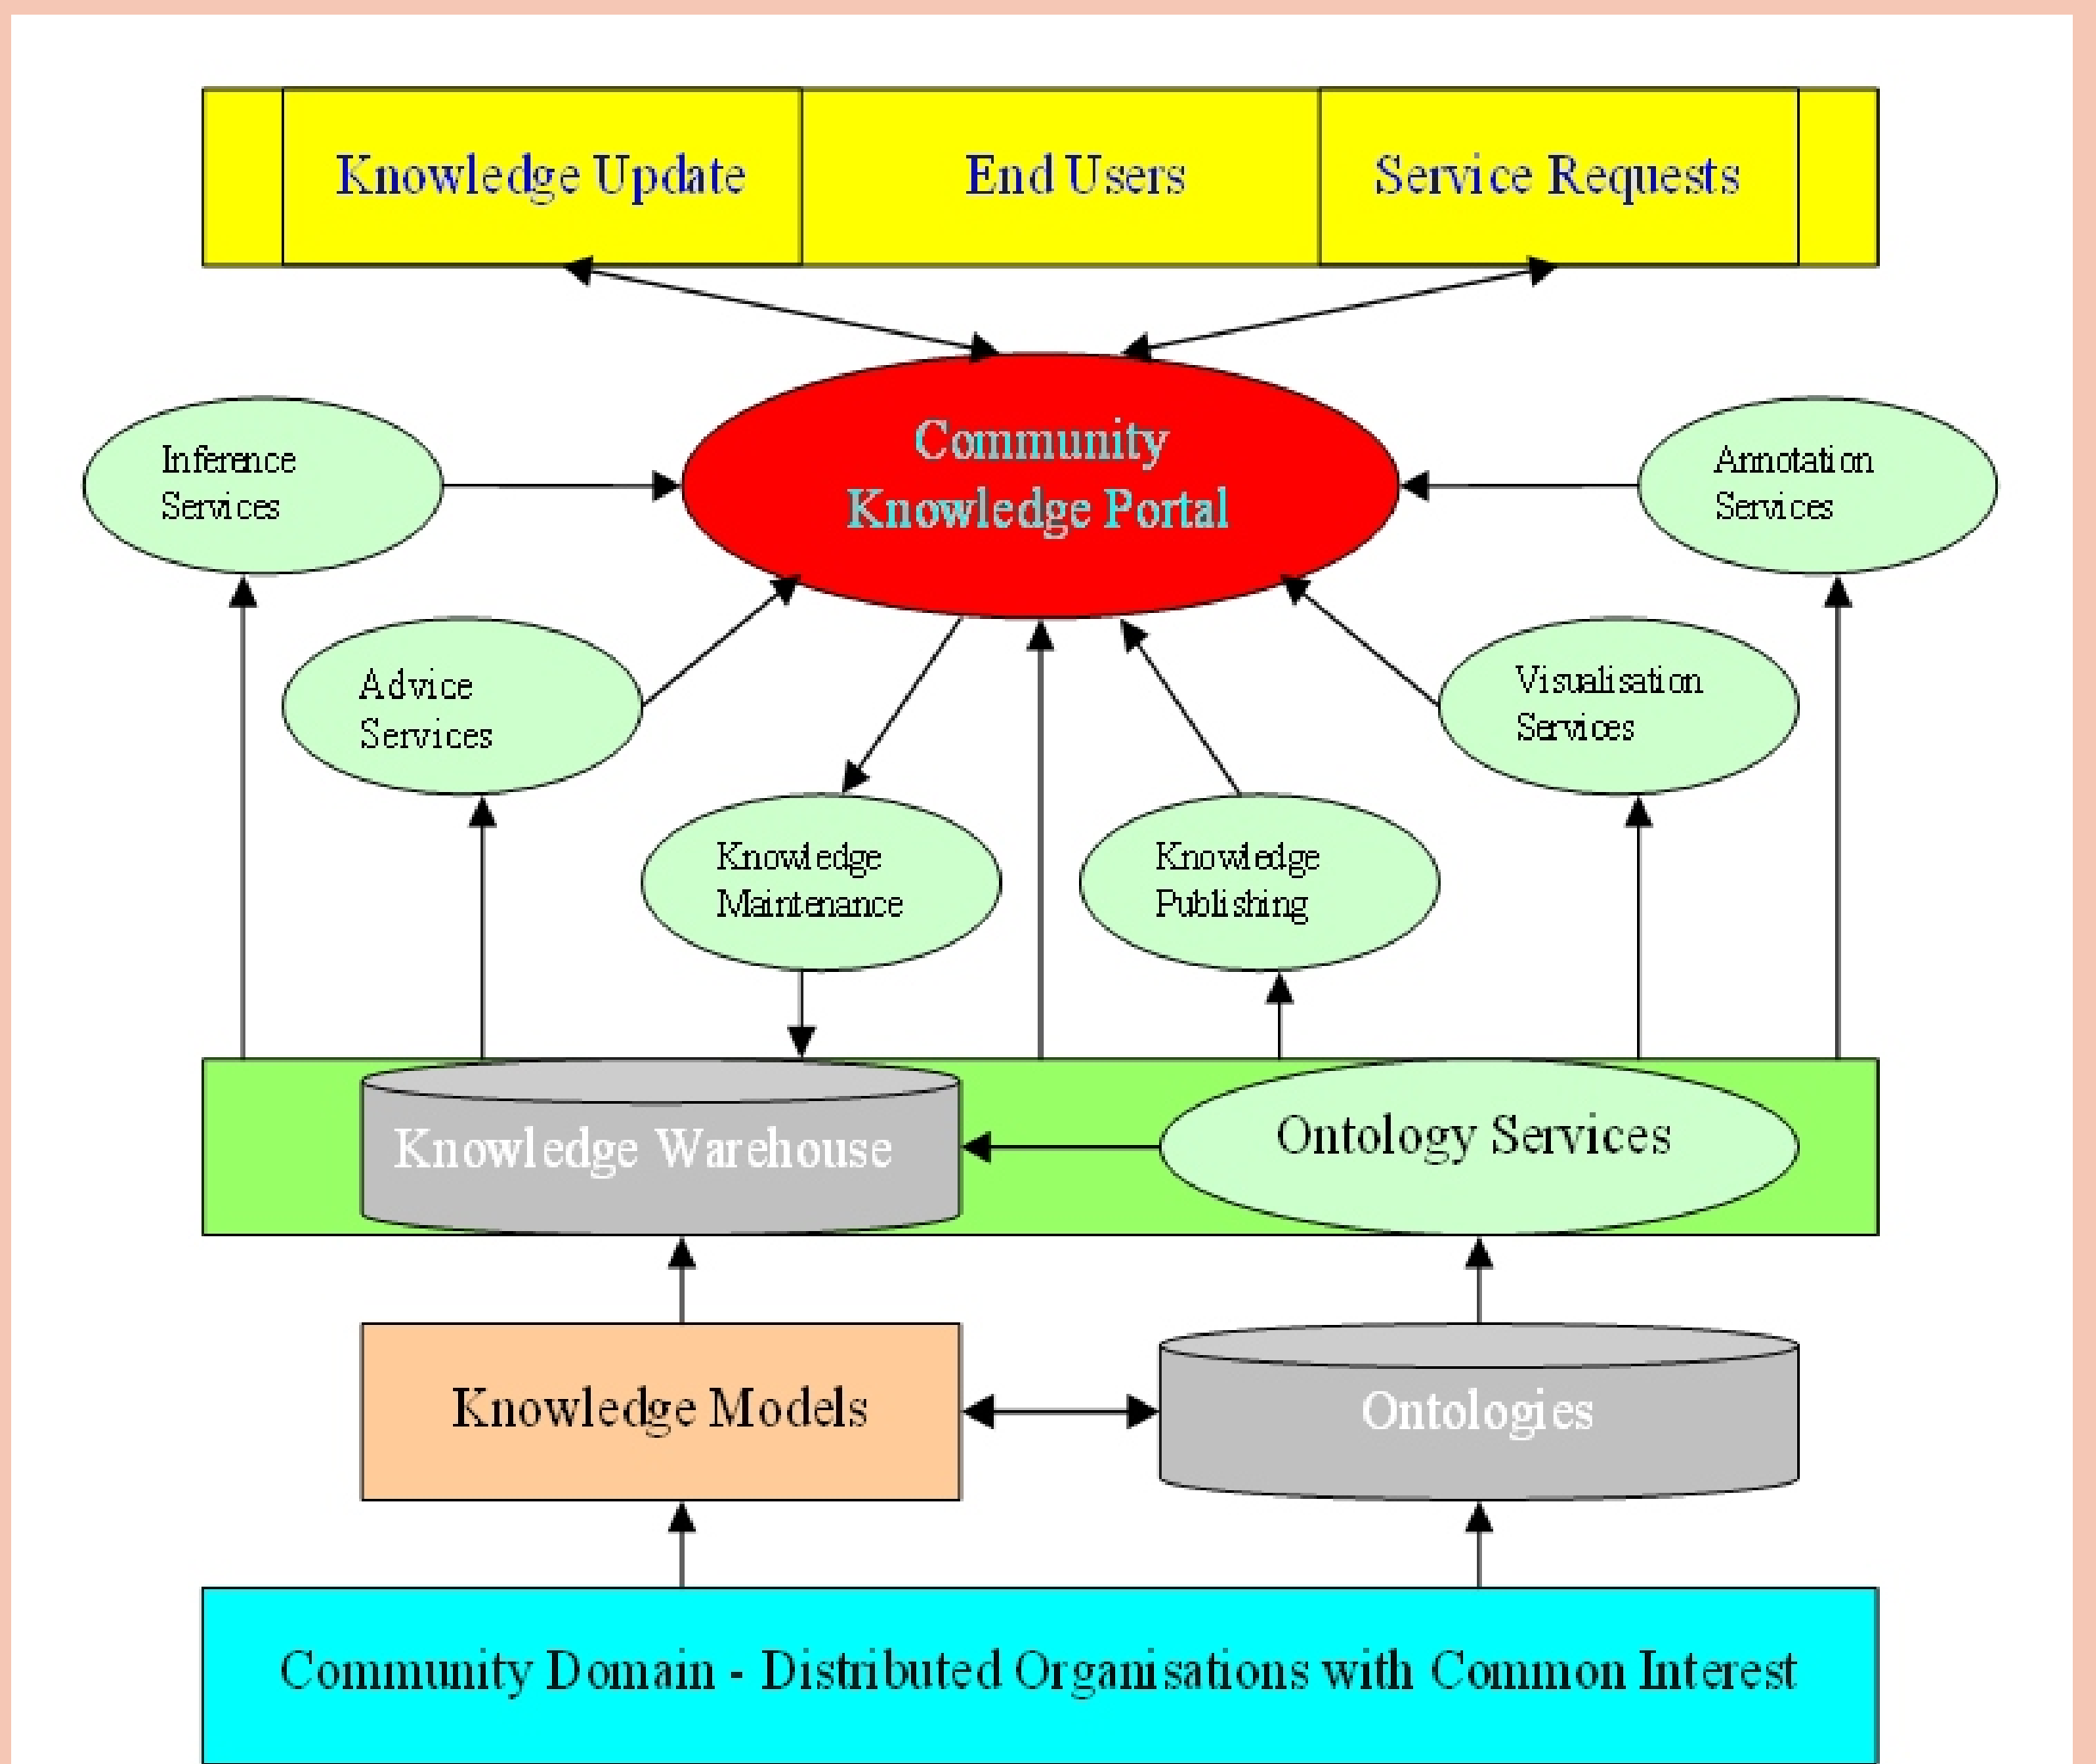 Knowledge Update
End Users
Service Requests
Community
Knowledge Portal
Inference
Services
Annotation
Services
Advice
Services
Visualisation
Services
Knowledge
Maintenance
Knowledge
Publishing
Knowledge Warehouse
Ontology Services
Knowledge Models
Ontologies
Community Domain - Distributed Organisations with Common Interest